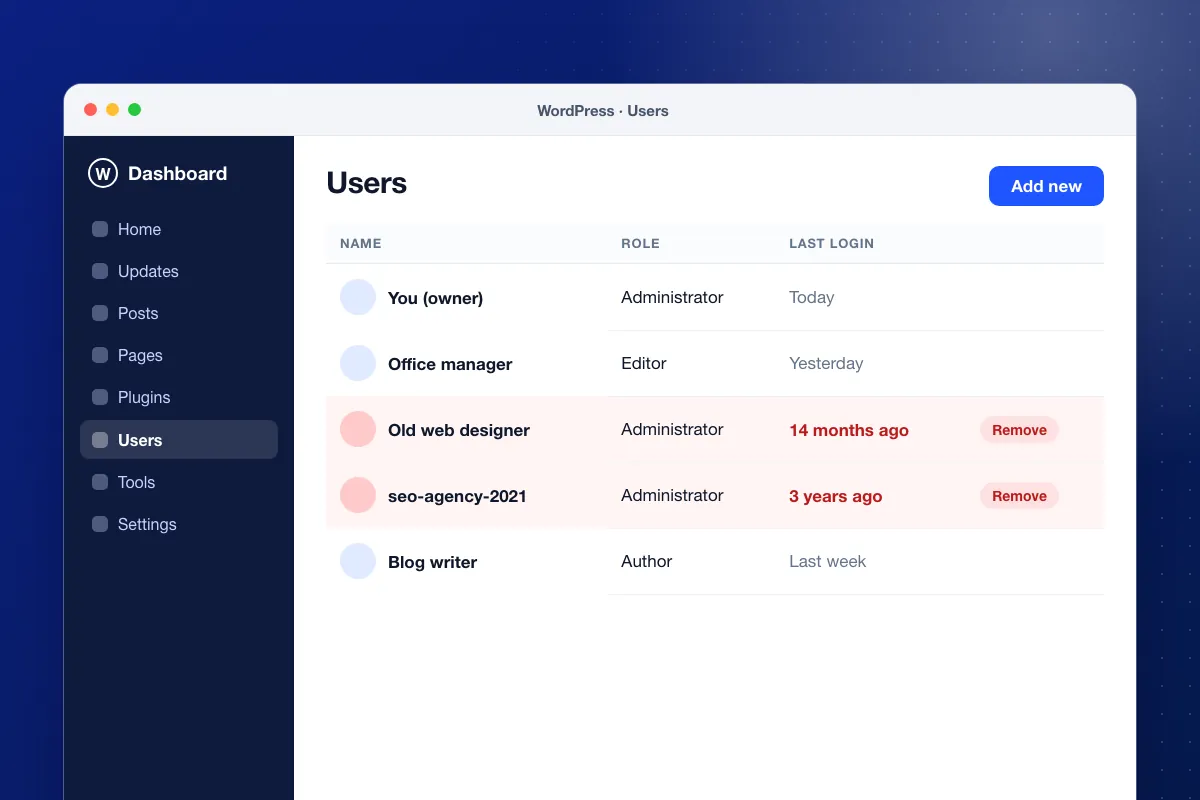 WordPress · Users
W Dashboard
Home
Updates
Posts
Pages
Plugins
Users
Tools
Settings
Users
Add new
NAME ROLE LAST LOGIN
You (owner) Administrator Today
Office manager Editor Yesterday
Old web designer Administrator 14 months ago Remove
seo-agency-2021 Administrator 3 years ago Remove
Blog writer Author Last week